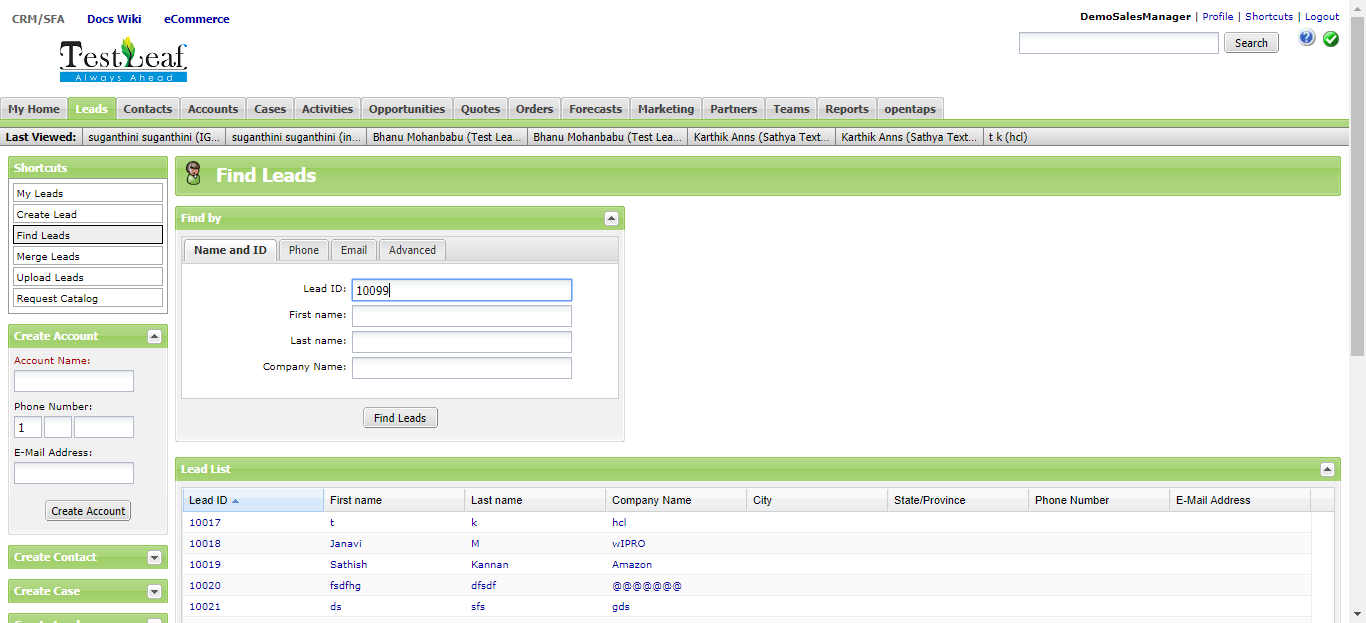 CRM/SFA Docs Wiki eCommerce
DemoSalesManager | Profile | Shortcuts | Logout
TestLeaf
Always Ahead
Search
?
My Home Leads Contacts Accounts Cases Activities Opportunities Quotes Orders Forecasts Marketing Partners Teams Reports opentaps
Last Viewed: suganthini suganthini (IG... suganthini suganthini (in... Bhanu Mohanbabu (Test Lea... Bhanu Mohanbabu (Test Lea... Karthik Anns (Sathya Text... Karthik Anns (Sathya Text... t k (hcl)
Shortcuts
My Leads
Create Lead
Find Leads
Merge Leads
Upload Leads
Request Catalog
Create Account
Account Name:
Phone Number:
1
E-Mail Address:
Create Account
Create Contact
Create Case
Find Leads
Find by
Name and ID Phone Email Advanced
Lead ID: 10099
First name:
Last name:
Company Name:
Find Leads
Lead List
Lead ID First name Last name Company Name City State/Province Phone Number E-Mail Address
10017 t k hcl
10018 Janavi M wIPRO
10019 Sathish Kannan Amazon
10020 fsdfhg dfsdf @@@@@@@
10021 ds sfs gds